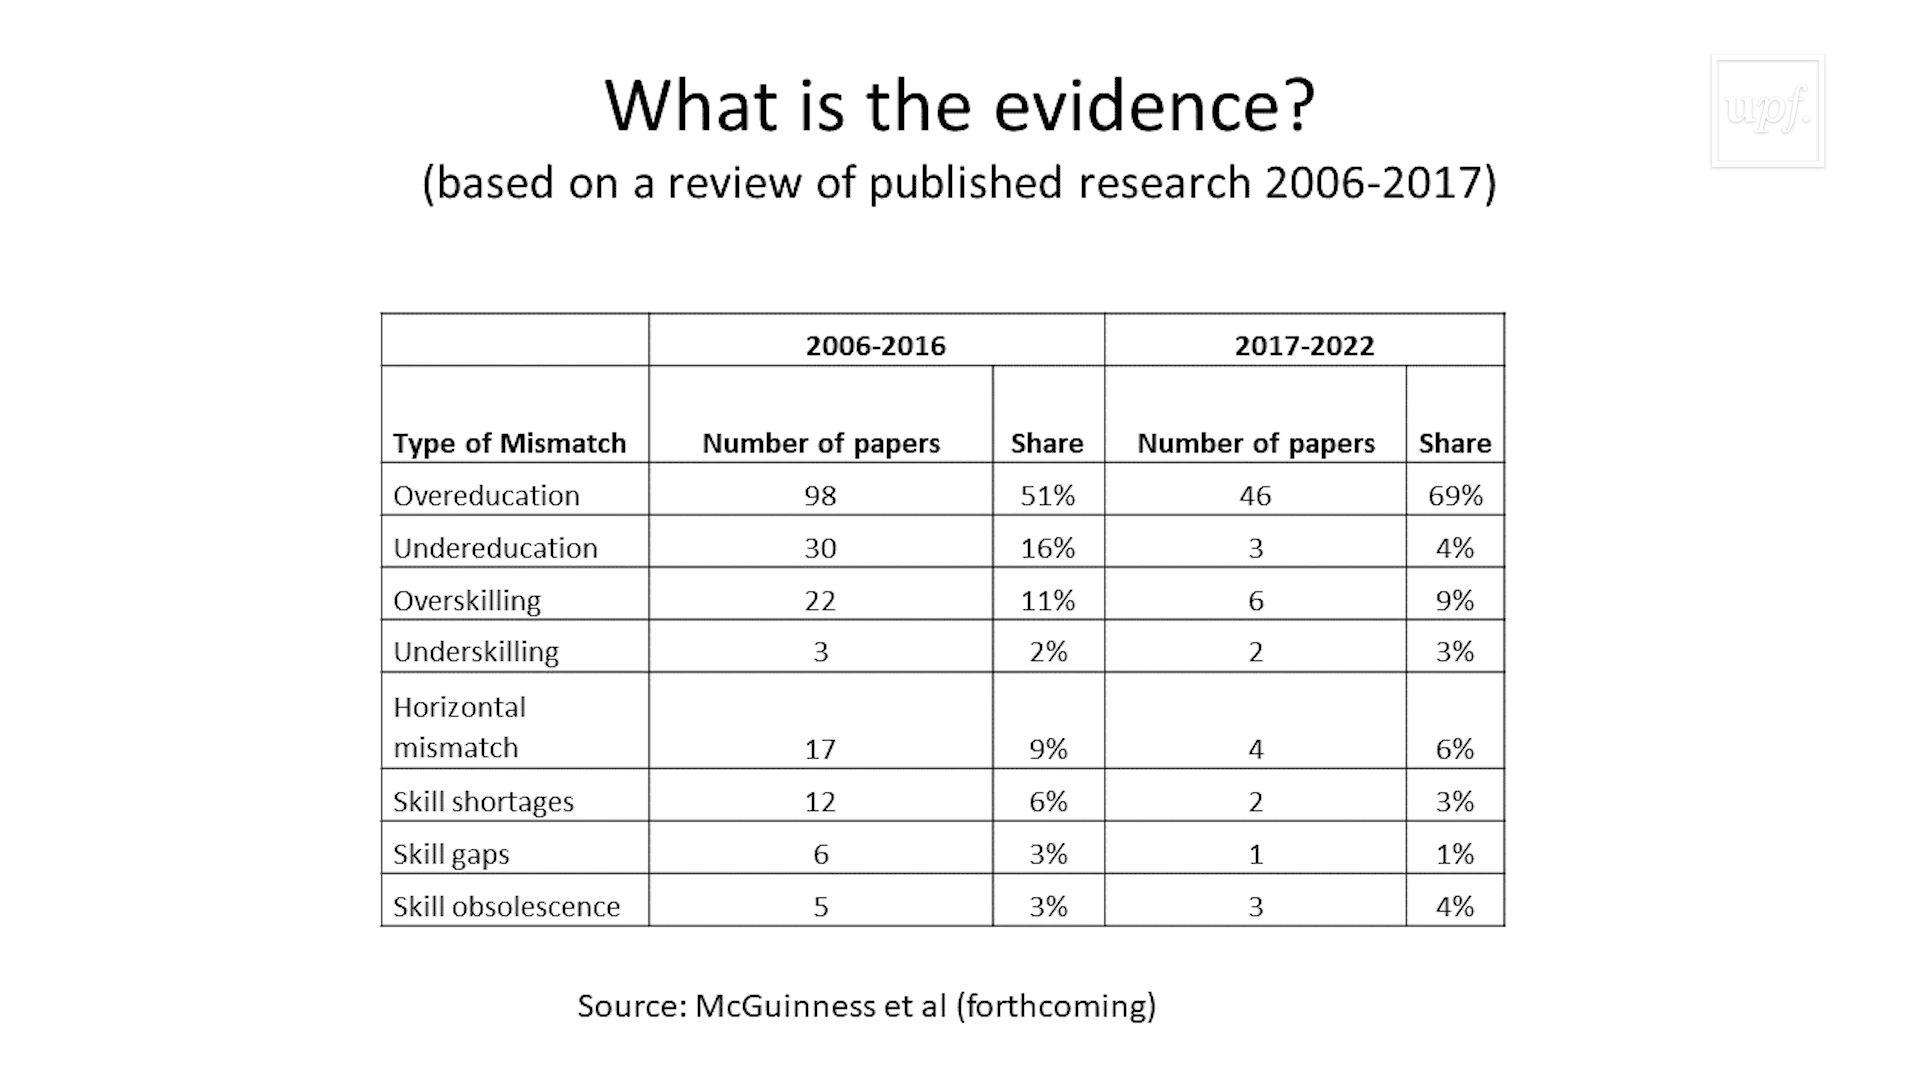 What is the evidence?
upf.
(based on a review of published research 2006-2017)
2006-2016 2017-2022
Type of Mismatch Number of papers Share Number of papers Share
Overeducation 98 51% 46 69%
Undereducation 30 16% 3 4%
Overskilling 22 11% 6 9%
Underskilling 3 2% 2 3%
Horizontal
mismatch 17 9% 4 6%
Skill shortages 12 6% 2 3%
Skill gaps 6 3% 1 1%
Skill obsolescence 5 3% 3 4%
Source: McGuinness et al (forthcoming)